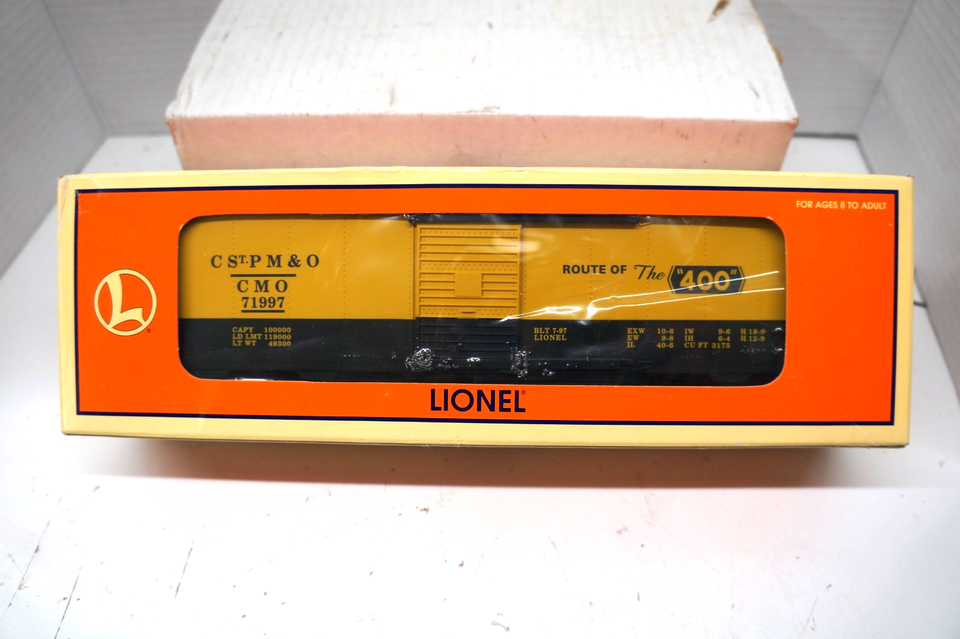 FOR AGES 8 TO ADULT
C ST. P M & O
CMO
71997
CAPY 100000
LD LMT 119000
LT WT 49300
ROUTE OF The "400"
BLT 7-97
LIONEL
EXW 10-6 IW 9-6 H 18-9
EW 9-8 IH 6-4 H 12-9
IL 40-6 CU FT 3175
L
LIONEL